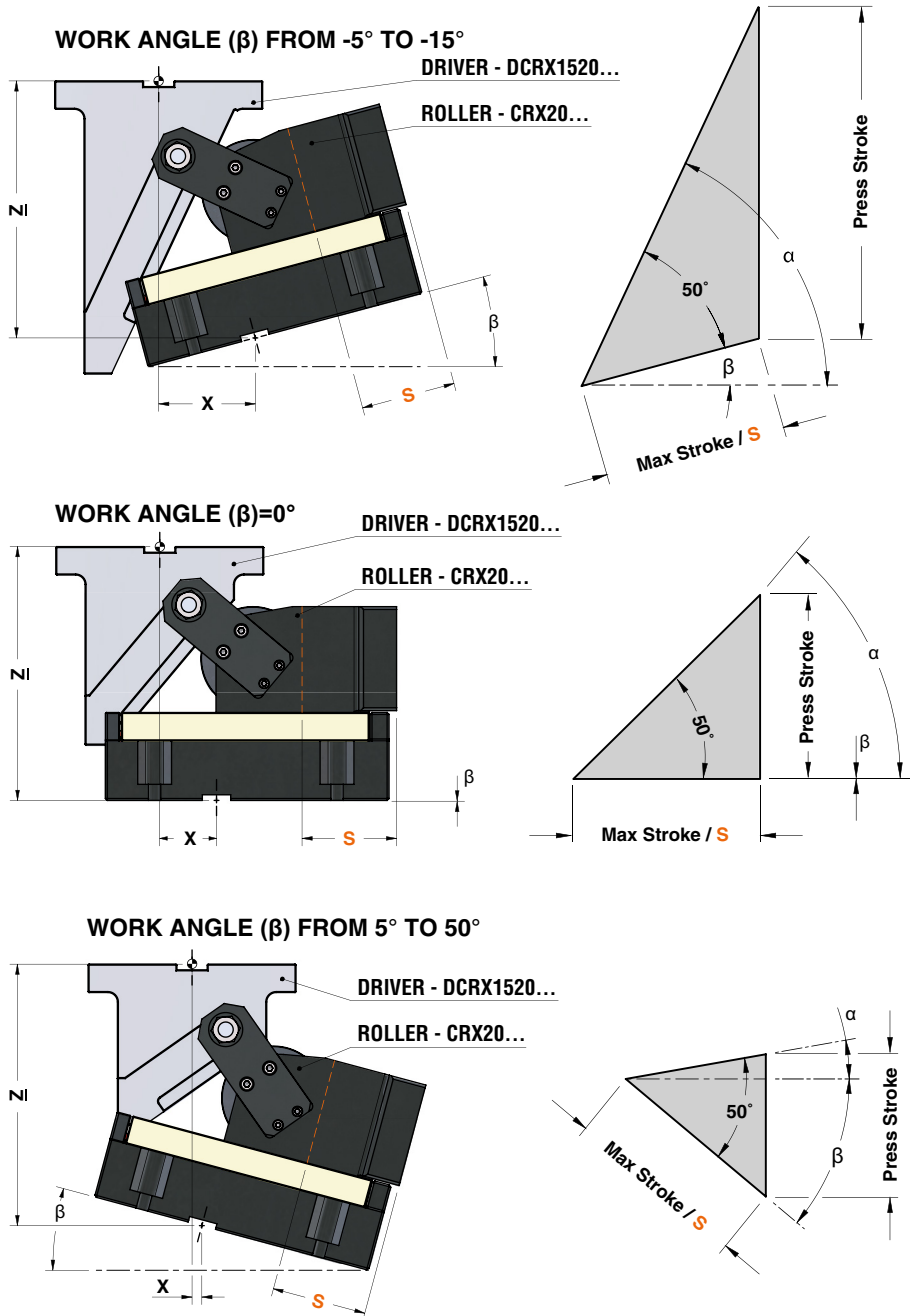 WORK ANGLE (β) FROM -5° TO -15°
DRIVER - DCRX1520...
ROLLER - CRX20...
Z
X
S
β
Press Stroke
α
50°
β
Max Stroke / S
WORK ANGLE (β)=0°
DRIVER - DCRX1520...
ROLLER - CRX20...
Z
X
S
β
Press Stroke
α
50°
β
Max Stroke / S
WORK ANGLE (β) FROM 5° TO 50°
DRIVER - DCRX1520...
ROLLER - CRX20...
Z
β
X
S
α
50°
β
Press Stroke
Max Stroke / S